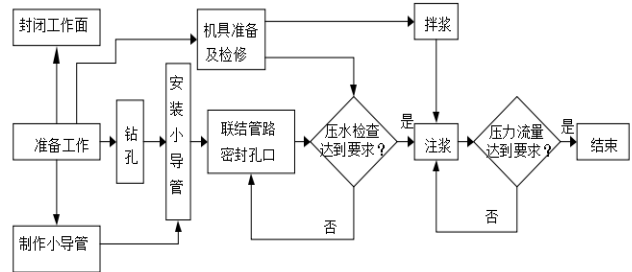 封闭工作面
机具准备
及检修
拌浆
准备工作
钻
孔
安
装
小
导
管
联结管路
密封孔口
压水检查
达到要求?
是
否
注浆
压力流量
达到要求?
是
否
结束
制作小导管